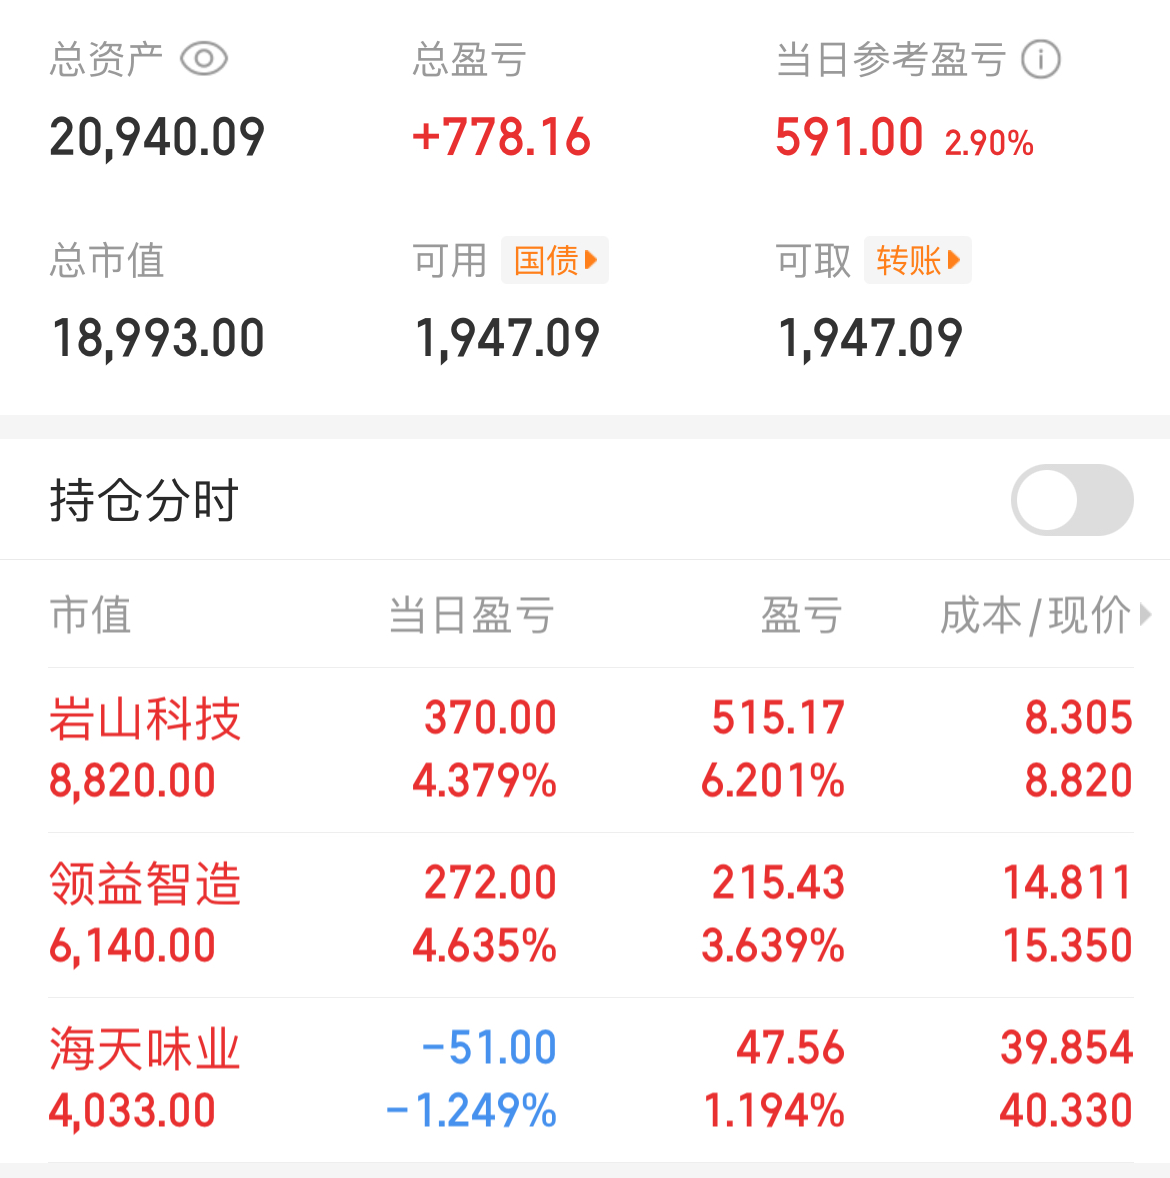 总资产 总盈亏 当日参考盈亏
20,940.09 +778.16 591.00 2.90%
总市值 可用 国债 可取 转账
18,993.00 1,947.09 1,947.09
持仓分时
市值 当日盈亏 盈亏 成本/现价
岩山科技 370.00 515.17 8.305
8,820.00 4.379% 6.201% 8.820
领益智造 272.00 215.43 14.811
6,140.00 4.635% 3.639% 15.350
海天味业 -51.00 47.56 39.854
4,033.00 -1.249% 1.194% 40.330